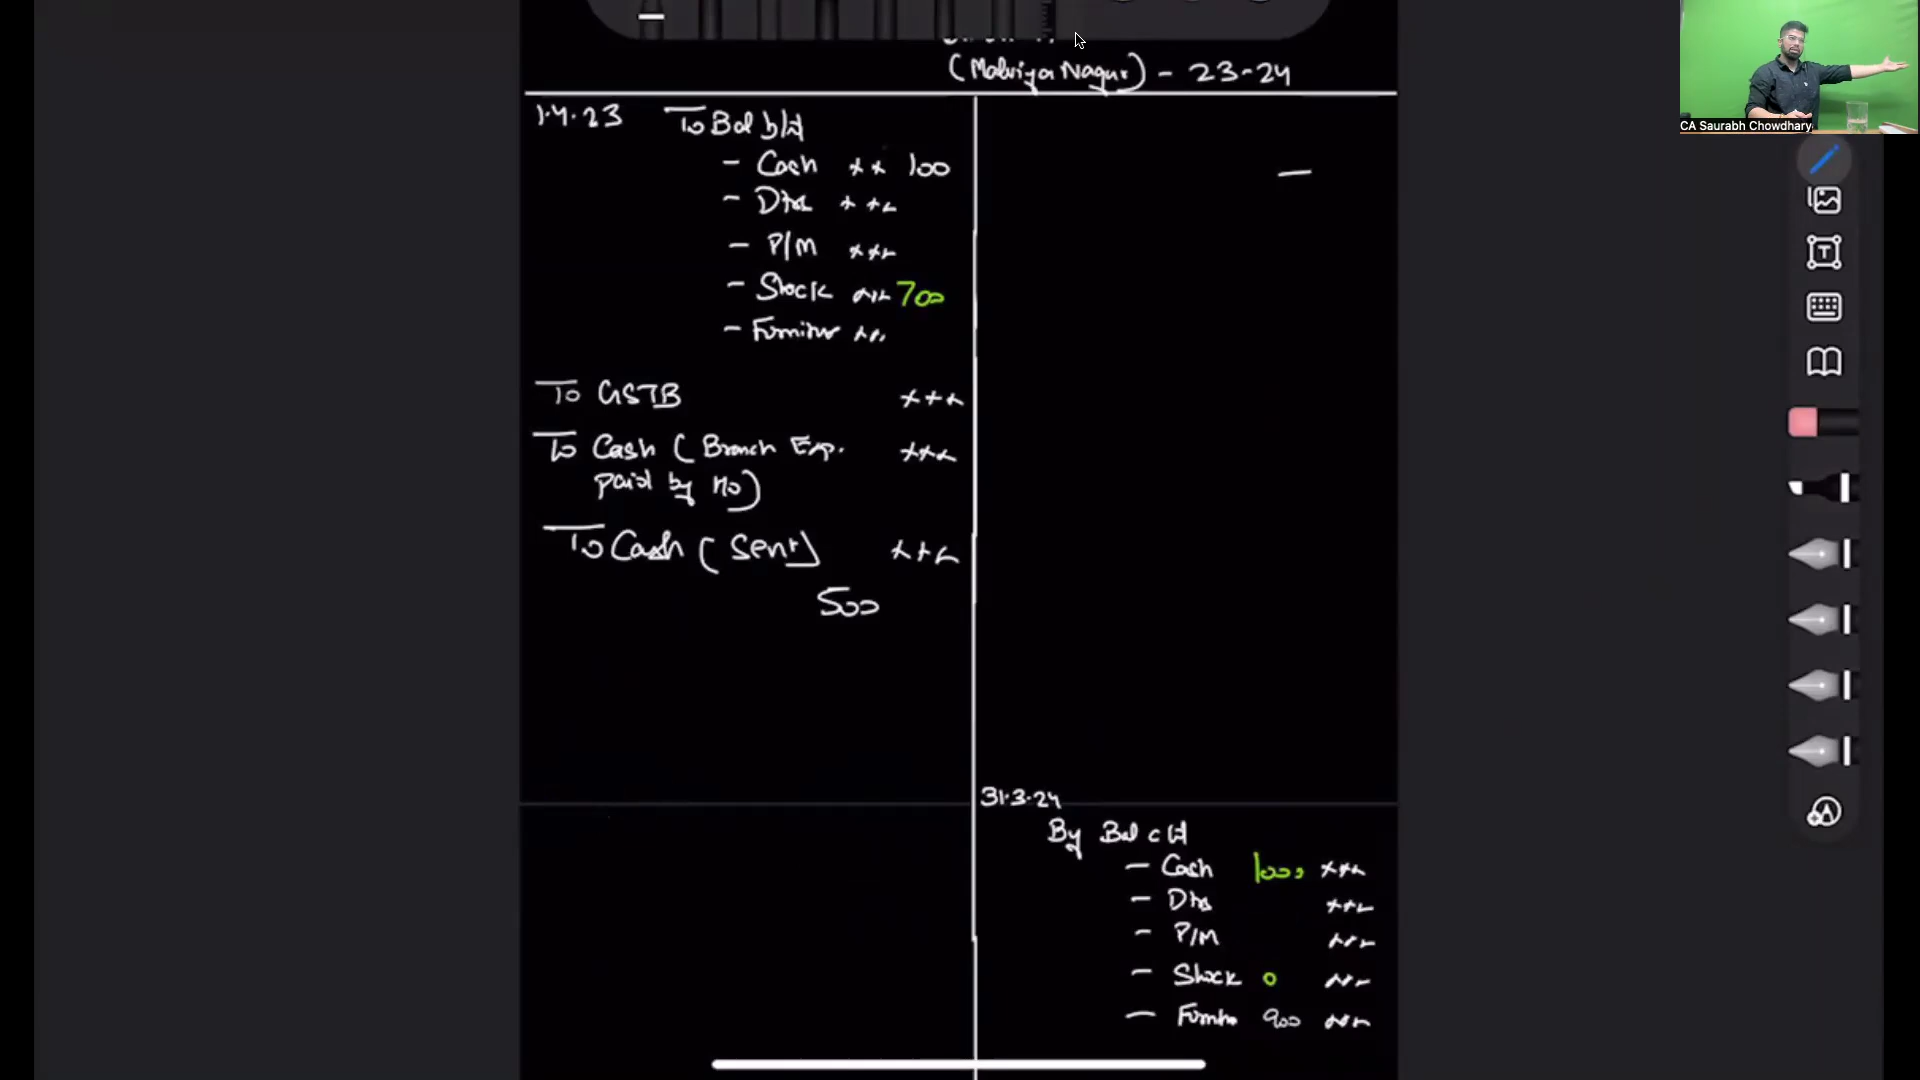 (Malviya Nagar) - 23-24
CA Saurabh Chowdhary
1.4.23 To Bal b/d
- Cash xx 100
- Dtrs xxx
- P/M xxx
- Stock xxx 700
- Furniture xxx
To GSTB xxx
To Cash (Branch Exp. xxx
paid by HO)
To Cash (Sent) xxx
500
31.3.24
By Bal c/d
- Cash 1000 xxx
- Dtrs xxx
- P/M xxx
- Stock 0 xxx
- Furnitu 900 xxx